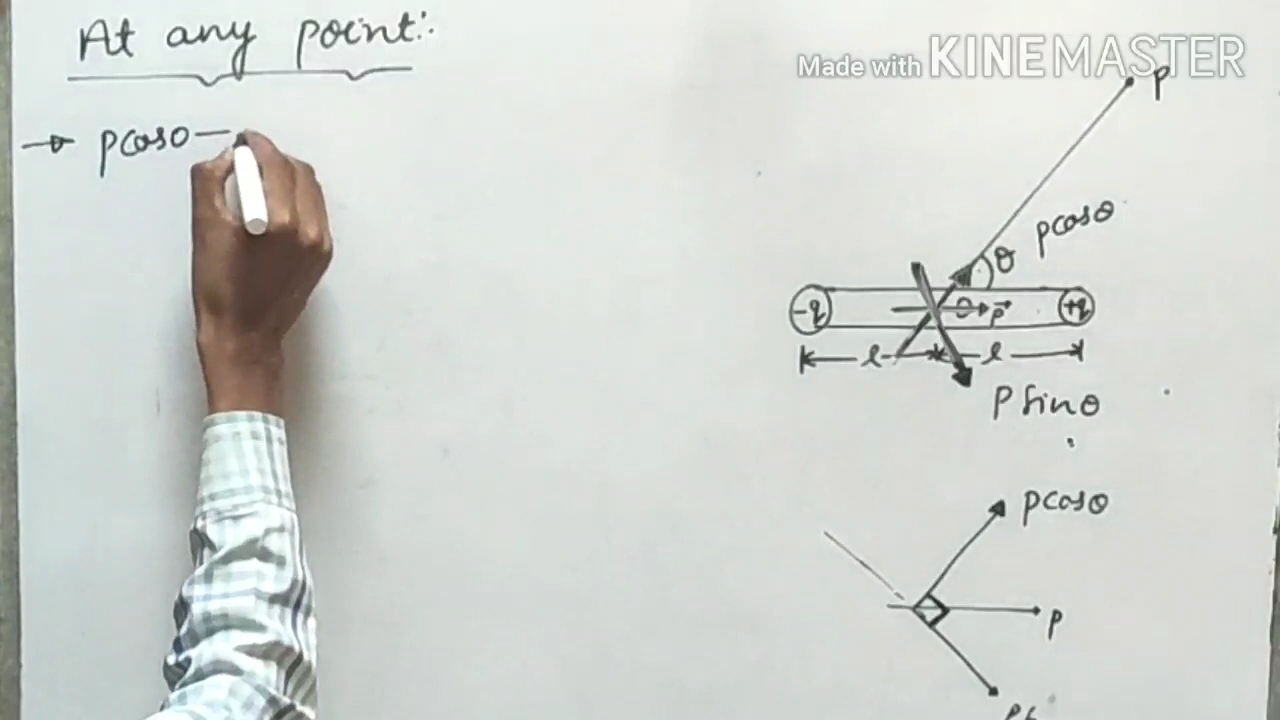 At any point:
→ pcosθ —
Made with KINEMASTER
P
θ pcosθ
-q θ p⃗ +q
l l
P sinθ
pcosθ
p